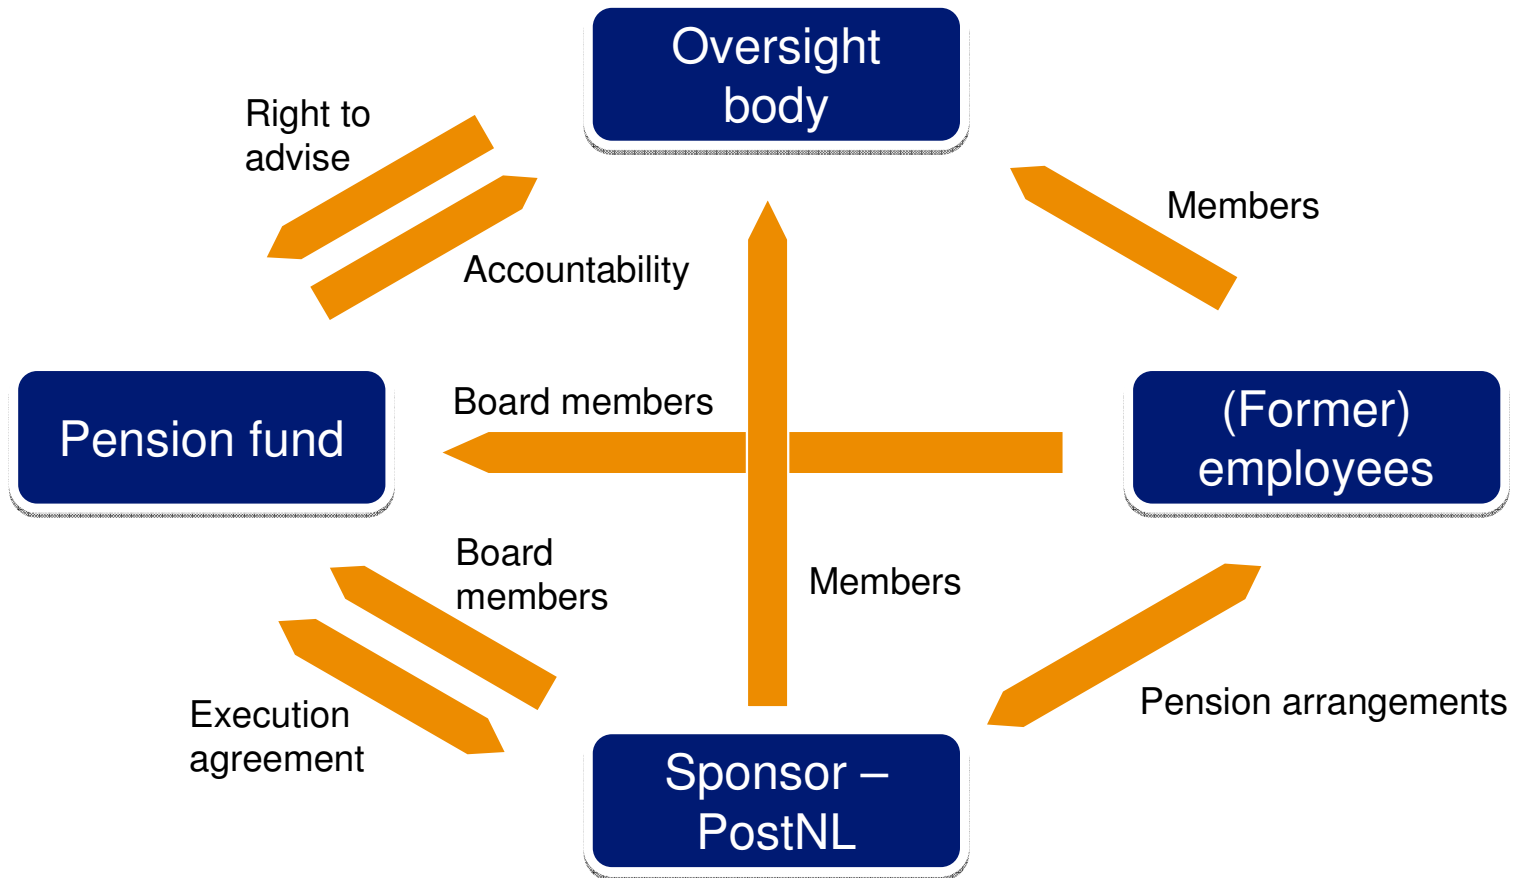 Oversight
body
Right to
advise
Members
Accountability
Board members
Pension fund
(Former)
employees
Board
members
Members
Execution
agreement
Pension arrangements
Sponsor –
PostNL